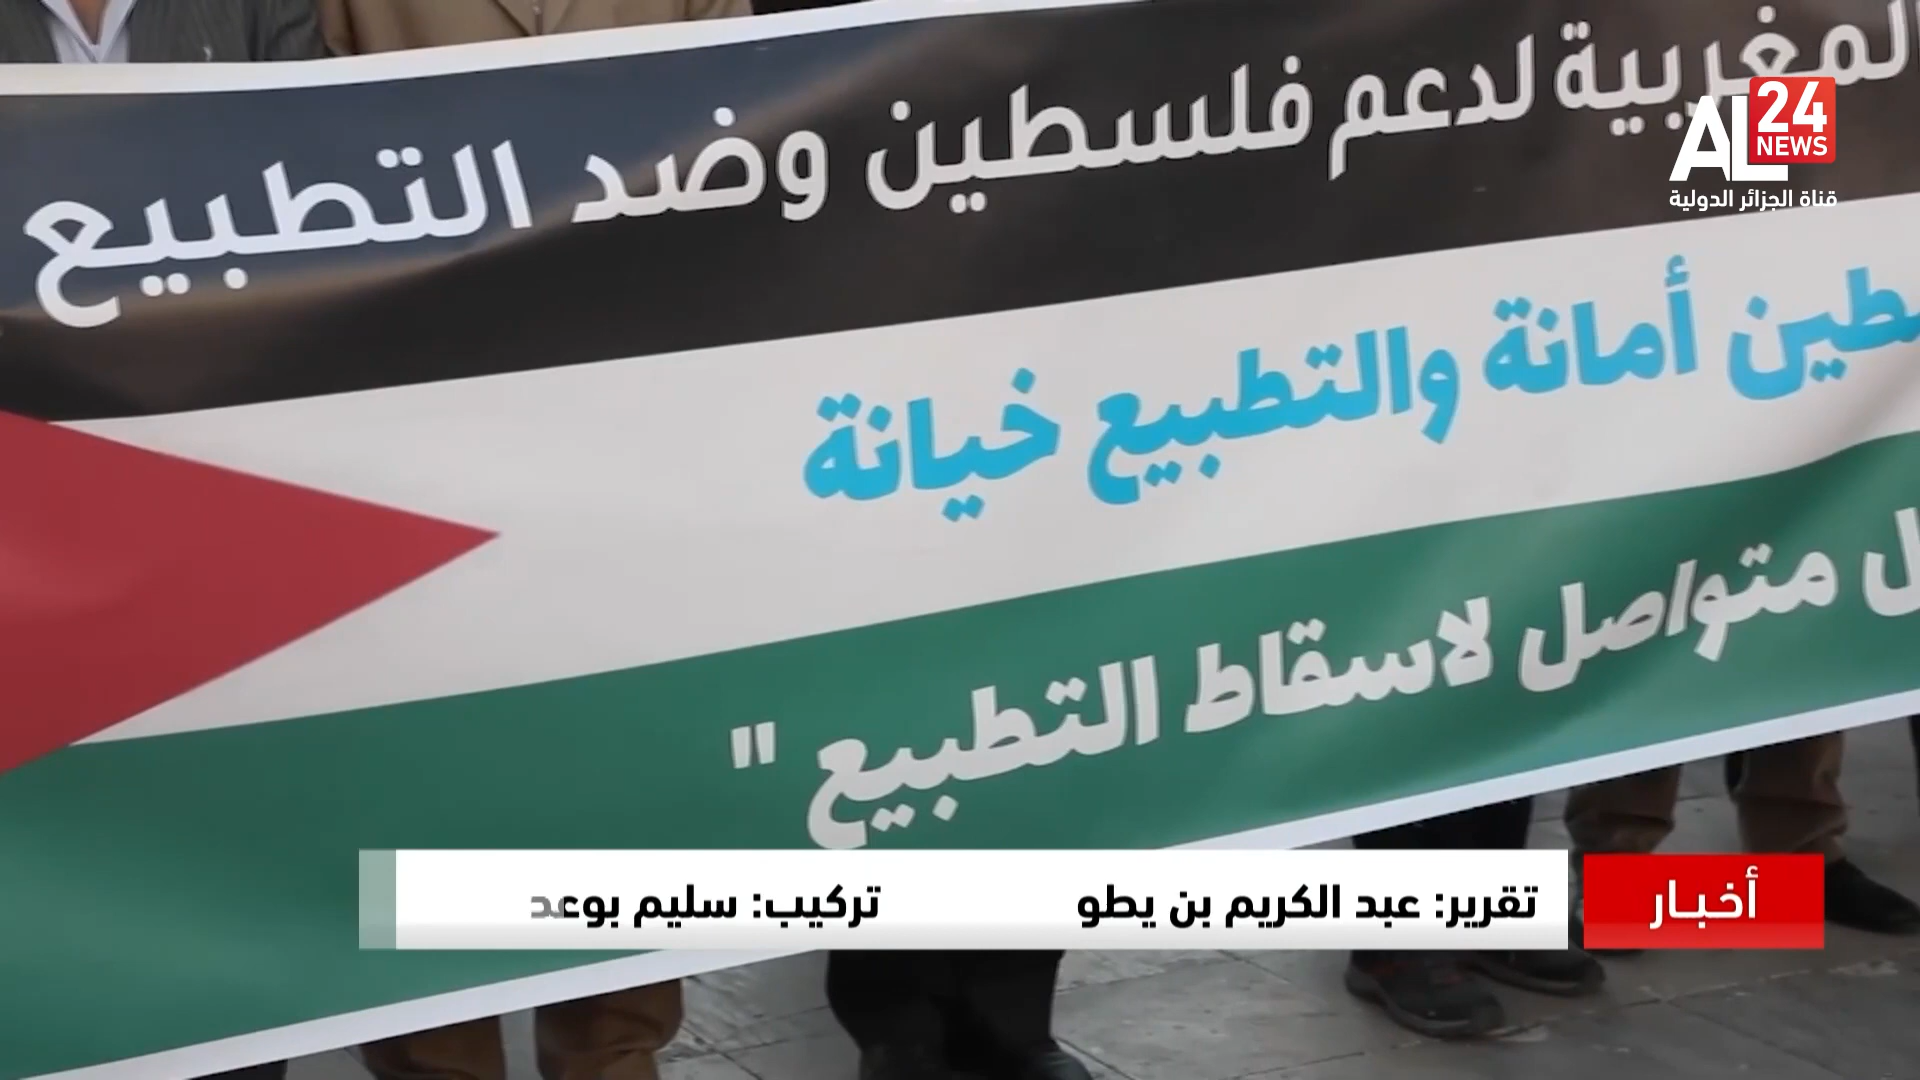 المغربية لدعم فلسطين وضد التطبيع
أمانة والتطبيع خيانة
متواصل لاسقاط التطبيع "
AL
24
NEWS
قناة الجزائر الدولية
أخبار
تقرير: عبد الكريم بن يطو تركيب: سليم بوعد